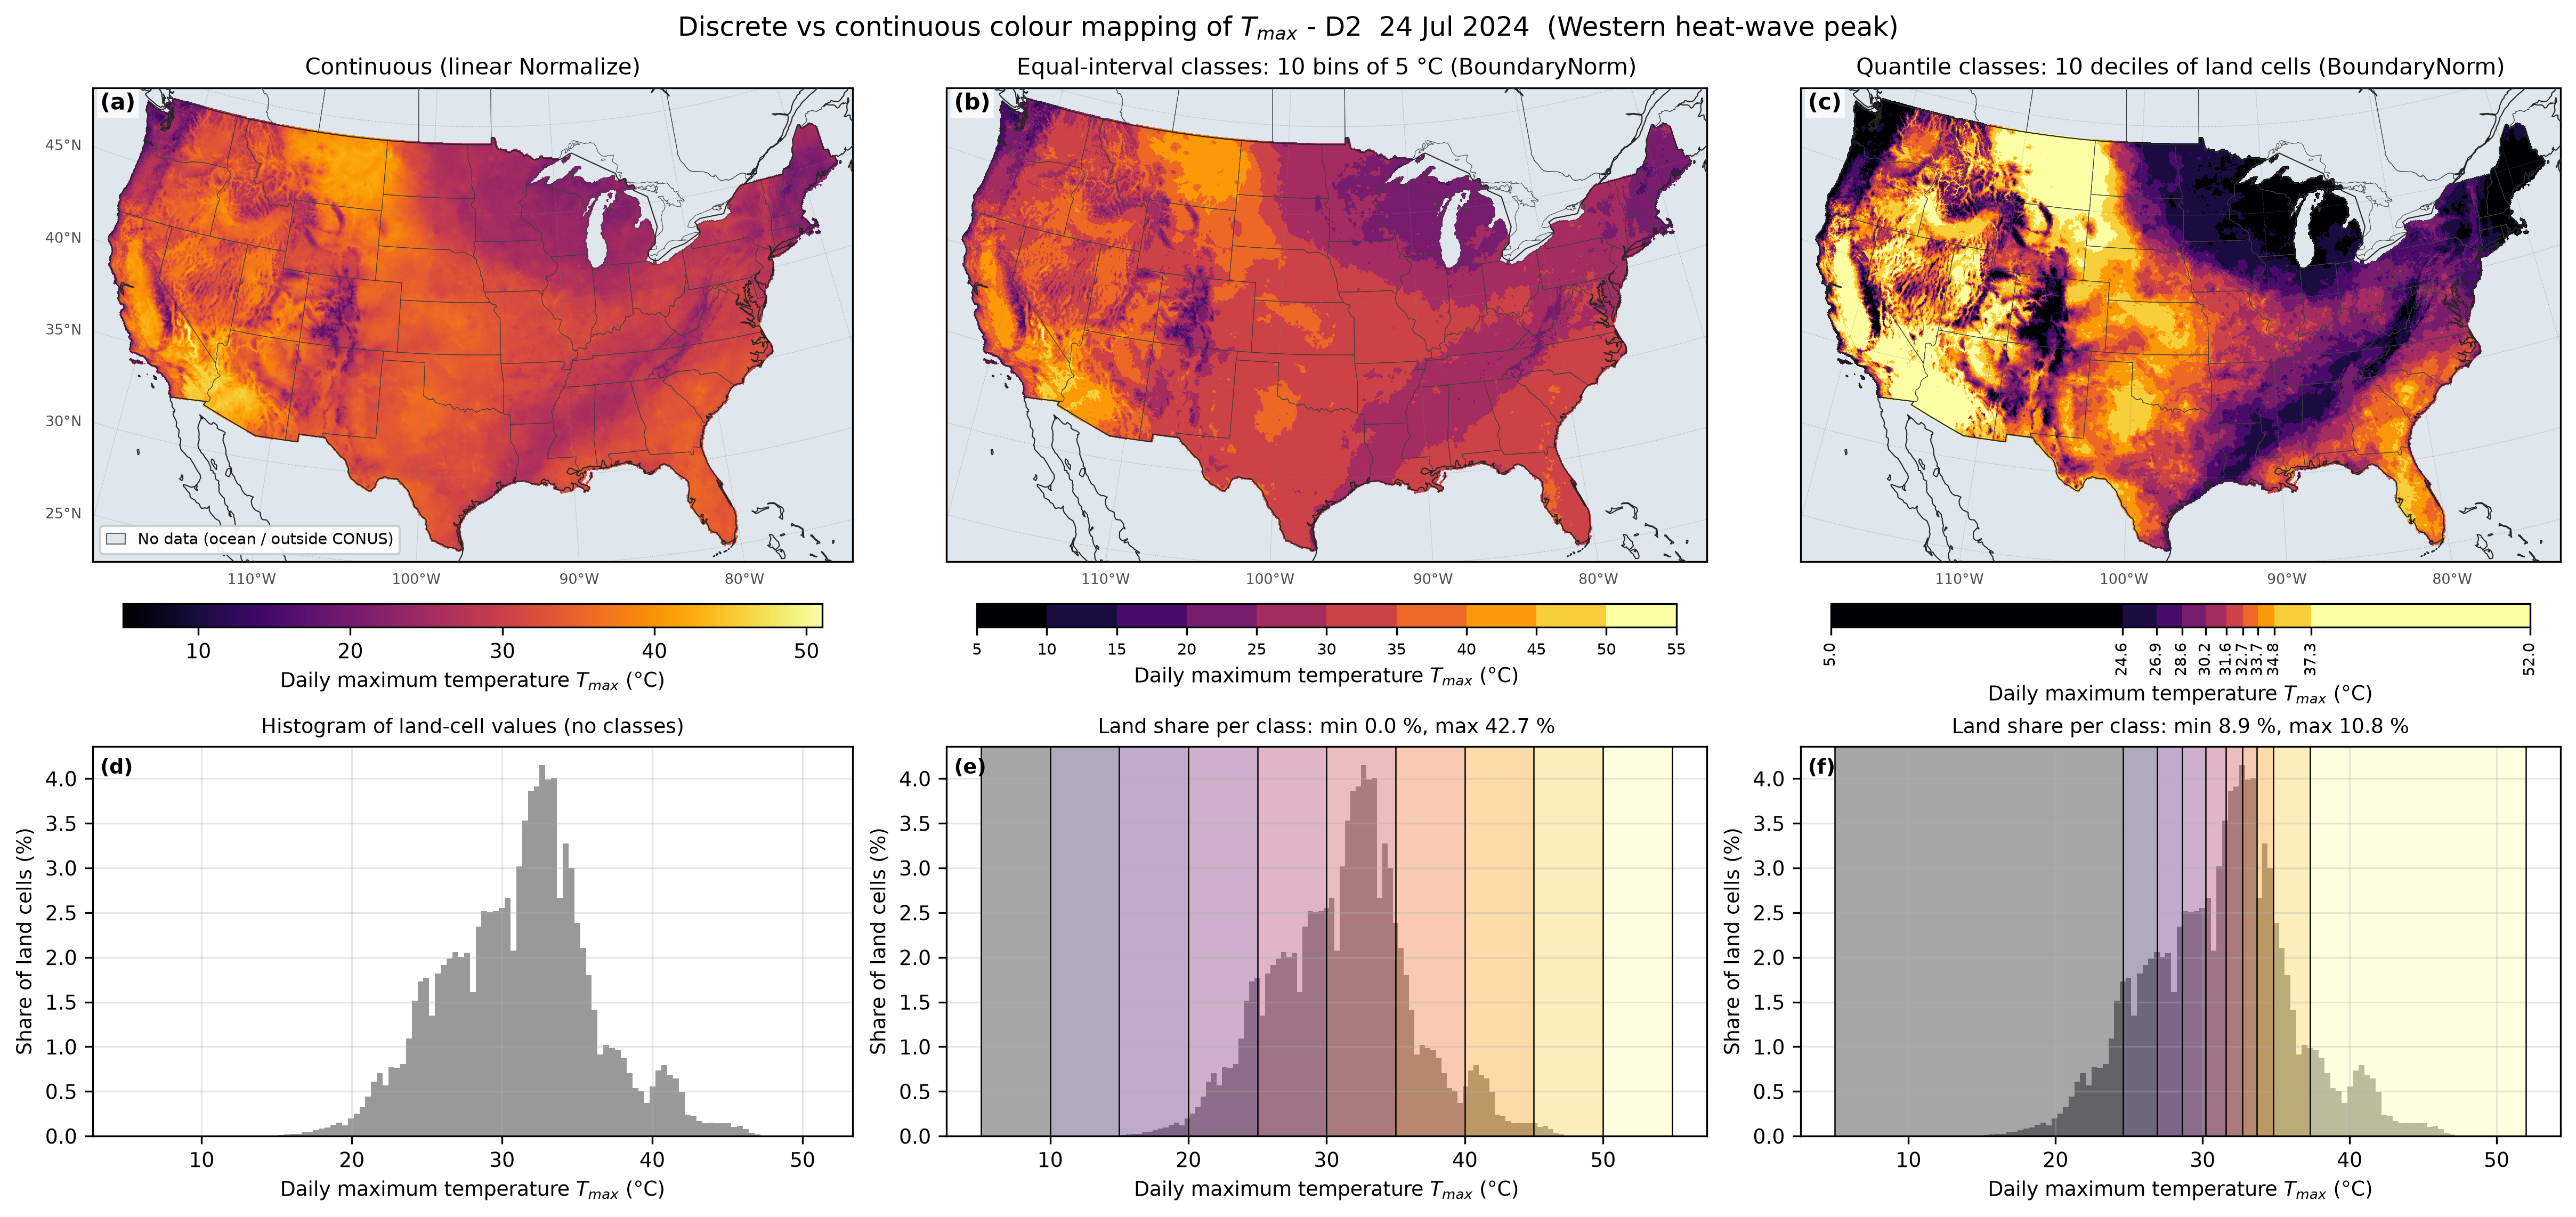 Discrete vs continuous colour mapping of Tmax - D2 24 Jul 2024 (Western heat-wave peak)
Continuous (linear Normalize)
Equal-interval classes: 10 bins of 5 °C (BoundaryNorm)
Quantile classes: 10 deciles of land cells (BoundaryNorm)
(a)
45°N
40°N
35°N
30°N
25°N
No data (ocean / outside CONUS)
110°W 100°W 90°W 80°W
(b)
110°W 100°W 90°W 80°W
(c)
110°W 100°W 90°W 80°W
10 20 30 40 50
Daily maximum temperature Tmax (°C)
5 10 15 20 25 30 35 40 45 50 55
Daily maximum temperature Tmax (°C)
5.0 24.6 26.9 28.6 30.2 31.6 32.7 33.7 34.8 37.3 52.0
Daily maximum temperature Tmax (°C)
Histogram of land-cell values (no classes)
(d)
Share of land cells (%)
4.0
3.5
3.0
2.5
2.0
1.5
1.0
0.5
0.0
10 20 30 40 50
Daily maximum temperature Tmax (°C)
Land share per class: min 0.0 %, max 42.7 %
(e)
Share of land cells (%)
4.0
3.5
3.0
2.5
2.0
1.5
1.0
0.5
0.0
10 20 30 40 50
Daily maximum temperature Tmax (°C)
Land share per class: min 8.9 %, max 10.8 %
(f)
Share of land cells (%)
4.0
3.5
3.0
2.5
2.0
1.5
1.0
0.5
0.0
10 20 30 40 50
Daily maximum temperature Tmax (°C)